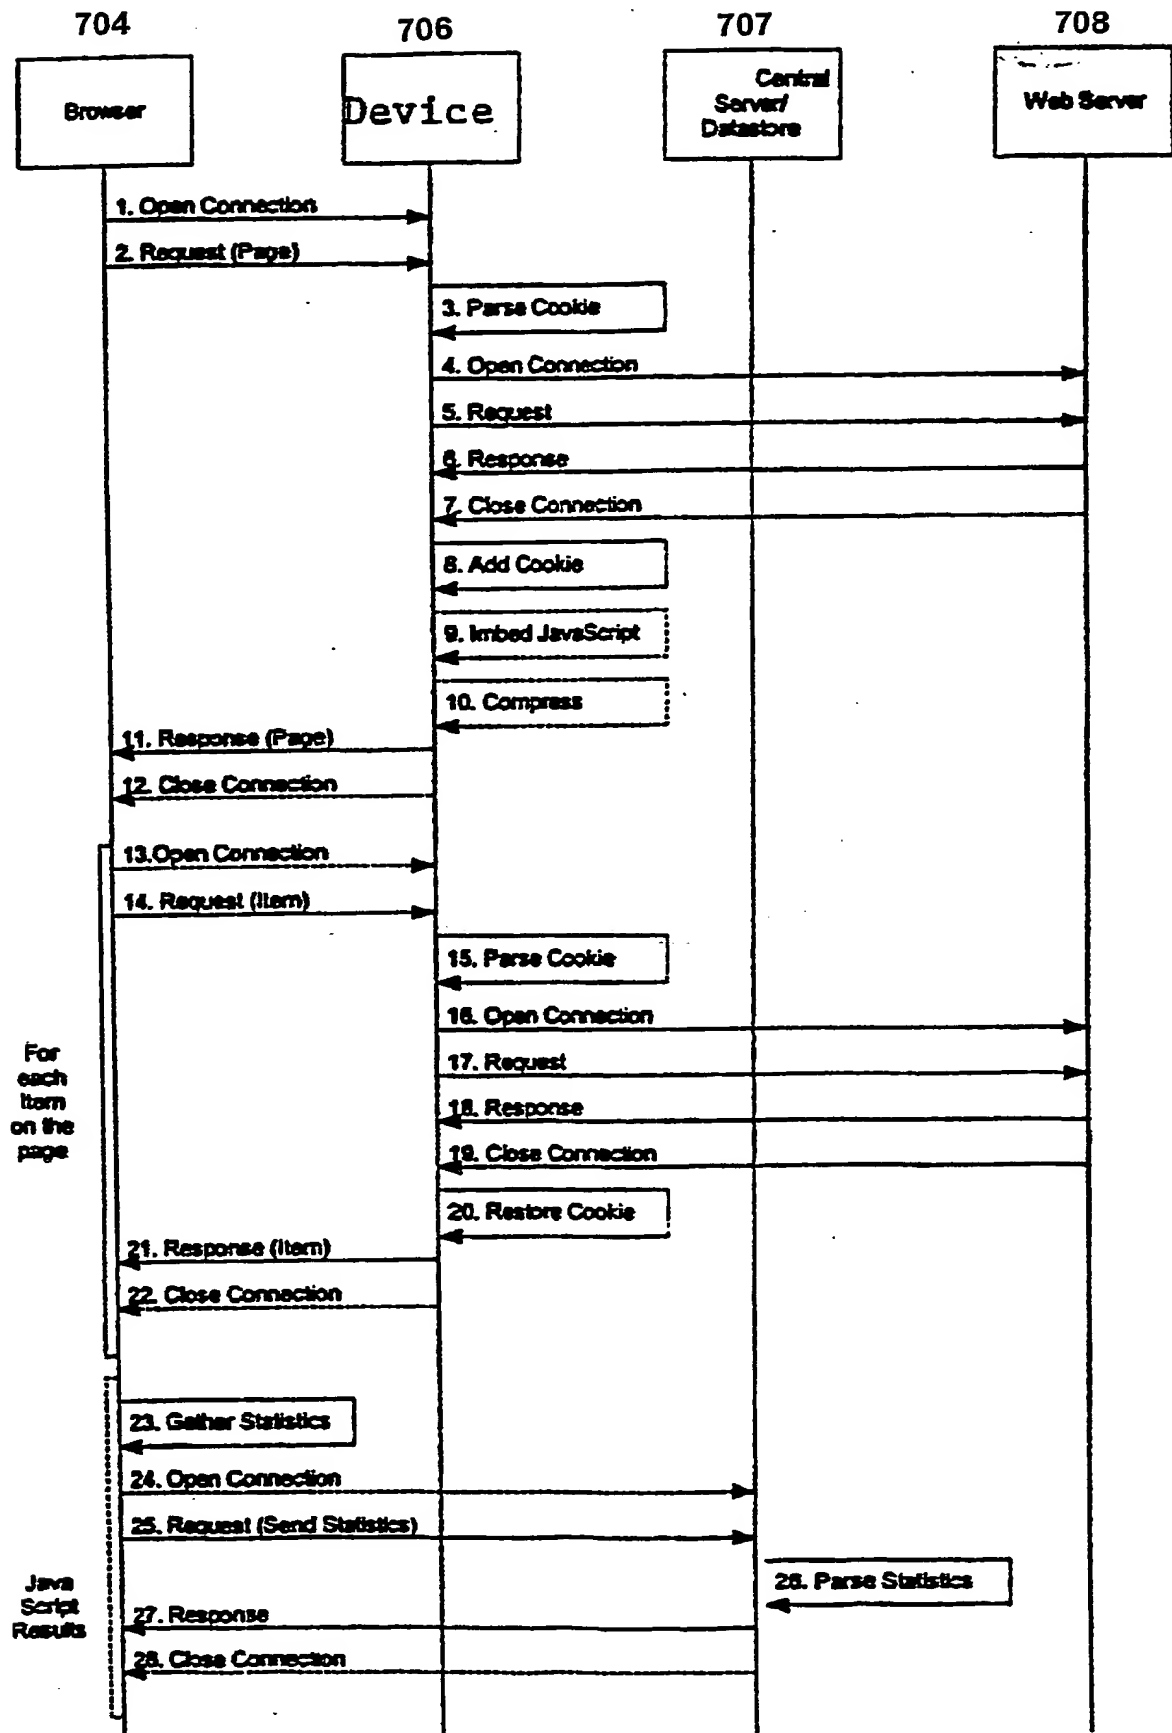 704
706
707
708
Browser
Device
Central
Server/
Datastore
Web Server
1. Open Connection
2. Request (Page)
3. Parse Cookie
4. Open Connection
5. Request
6. Response
7. Close Connection
8. Add Cookie
9. Imbed JavaScript
10. Compress
11. Response (Page)
12. Close Connection
13.Open Connection
14. Request (Item)
15. Parse Cookie
16. Open Connection
17. Request
18. Response
19. Close Connection
20. Restore Cookie
21. Response (Item)
22. Close Connection
For
each
Item
on the
page
23. Gather Statistics
24. Open Connection
25. Request (Send Statistics)
26. Parse Statistics
27. Response
28. Close Connection
Java
Script
Results